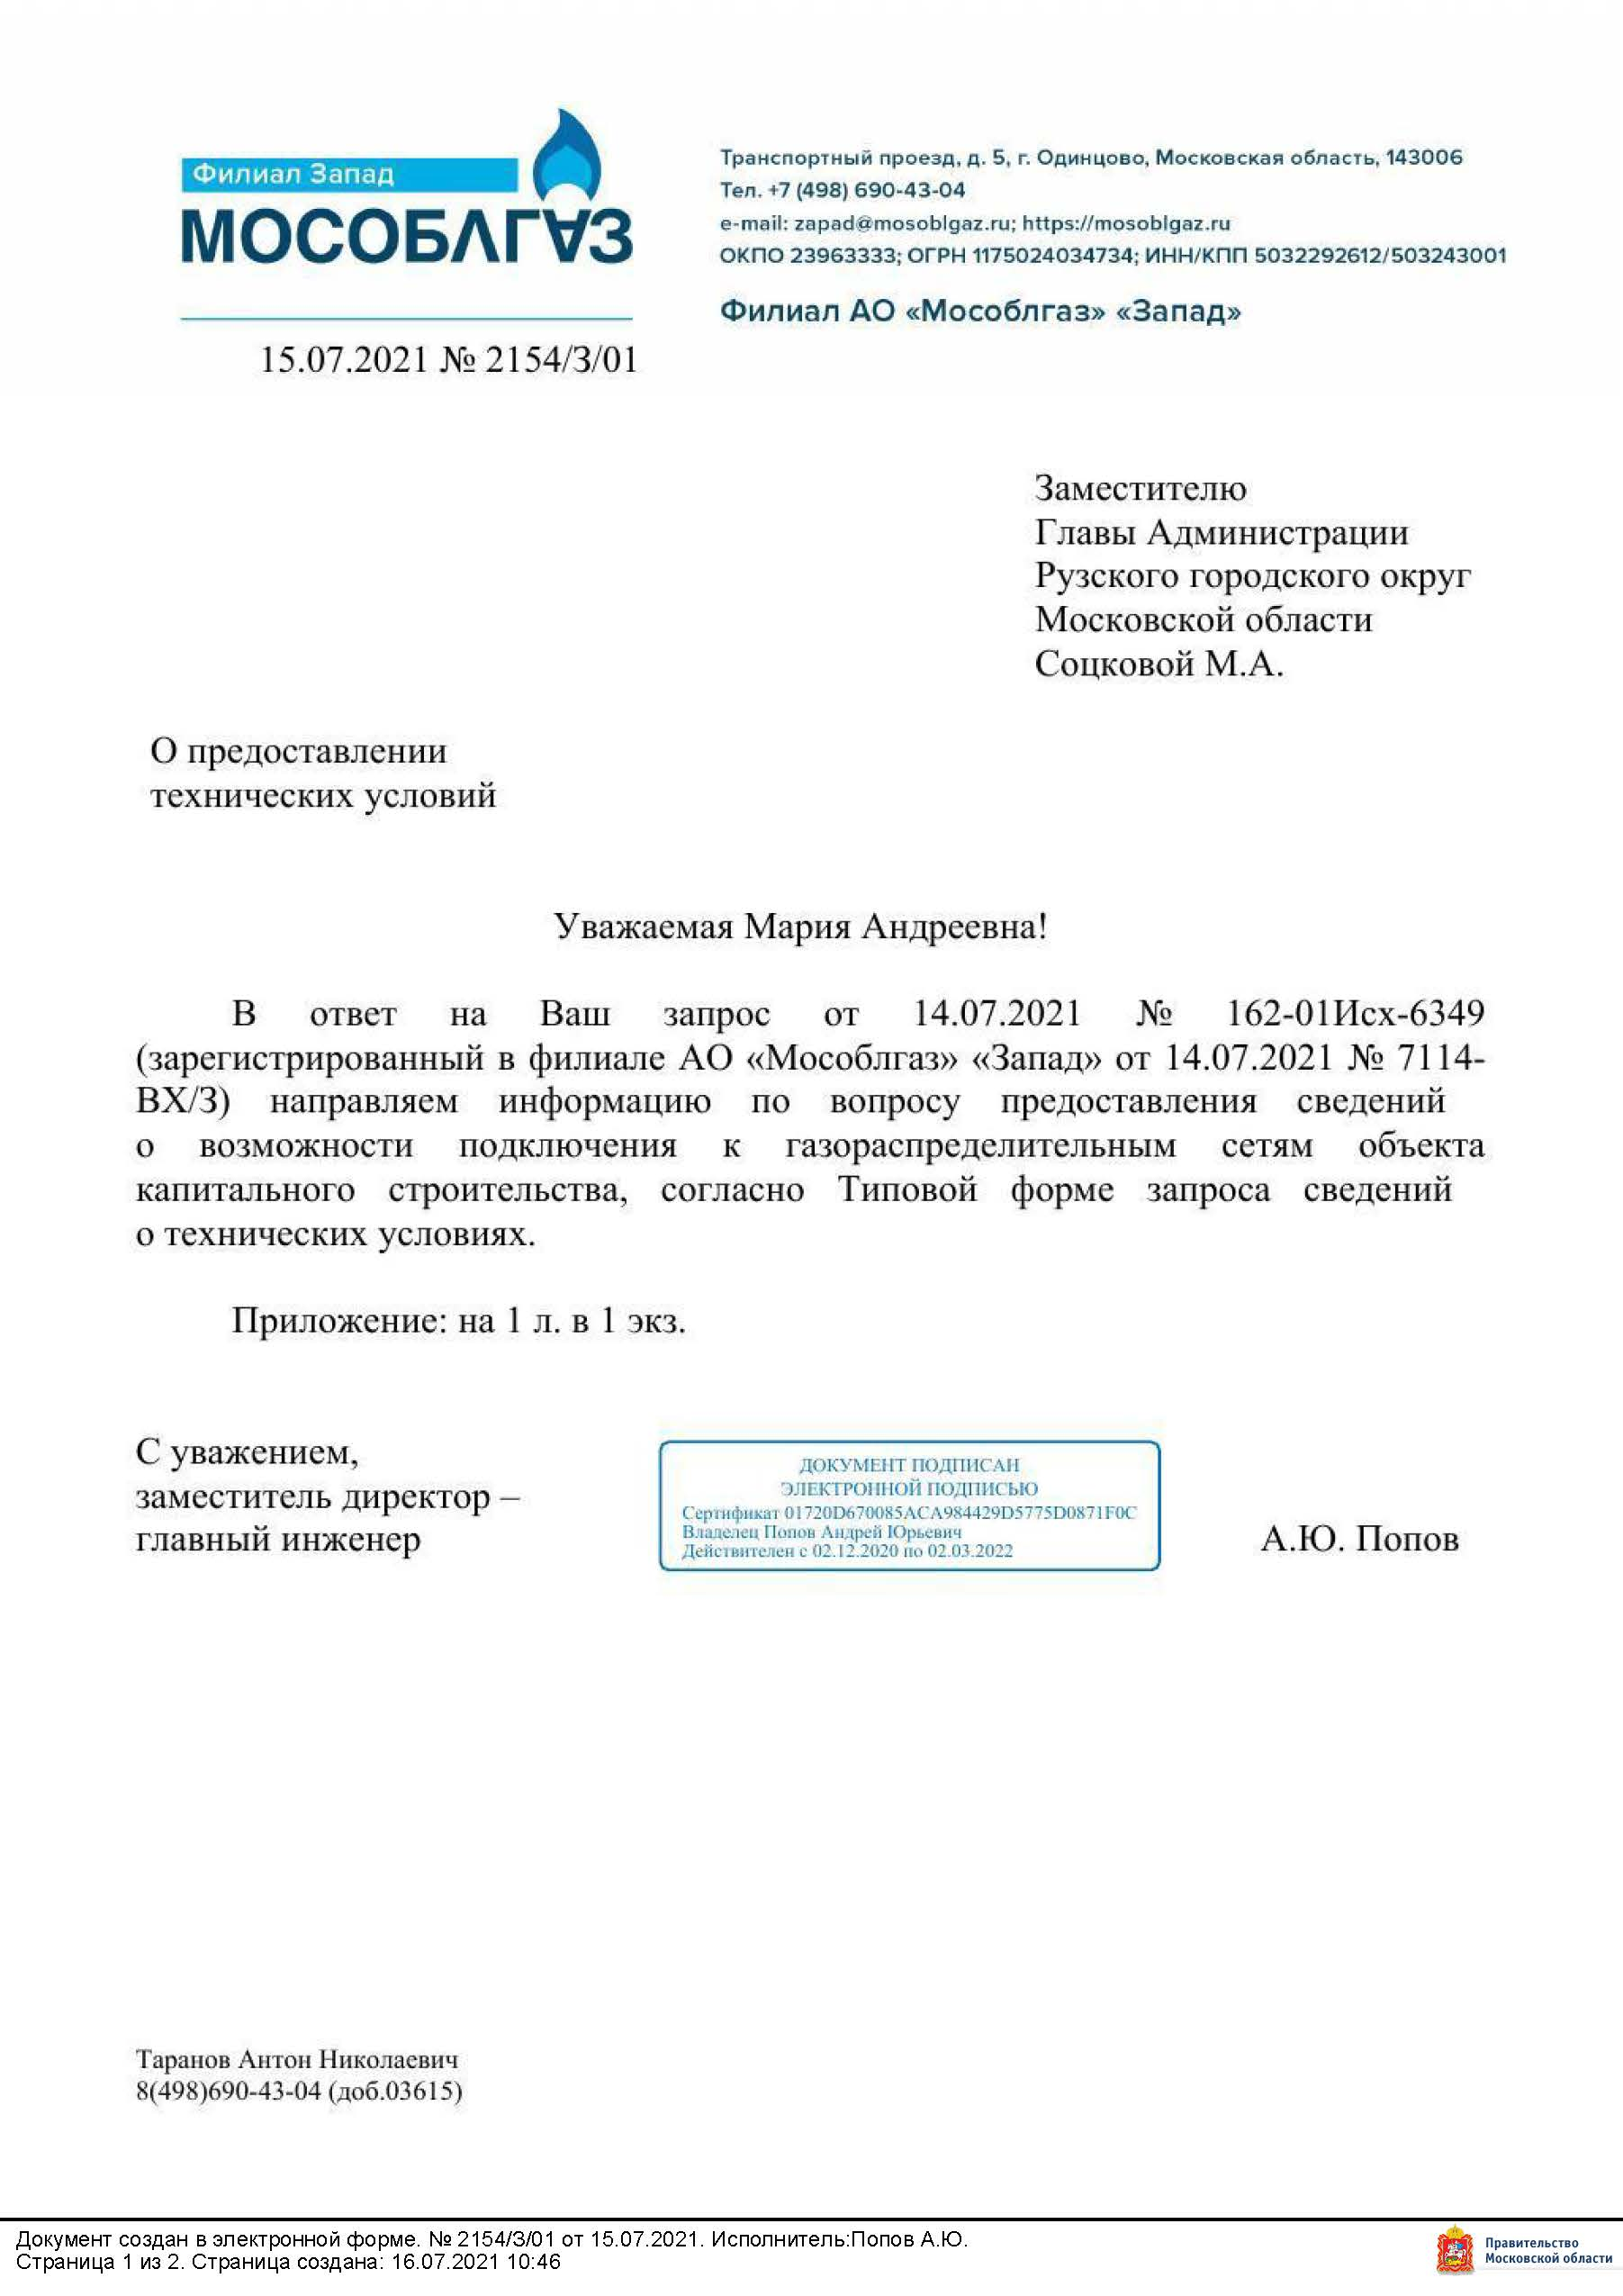 Филиал Запад
МОСОБЛГАЗ
Транспортный проезд, д. 5, г. Одинцово, Московская область, 143006
Тел. +7 (498) 690-43-04
e-mail: zapad@mosoblgaz.ru; https://mosoblgaz.ru
ОКПО 23963333; ОГРН 1175024034734; ИНН/КПП 5032292612/503243001
Филиал АО «Мособлгаз» «Запад»
15.07.2021 № 2154/З/01
Заместителю
Главы Администрации
Рузского городского округ
Московской области
Соцковой М.А.
О предоставлении
технических условий
Уважаемая Мария Андреевна!
В ответ на Ваш запрос от 14.07.2021 № 162-01Исх-6349
(зарегистрированный в филиале АО «Мособлгаз» «Запад» от 14.07.2021 № 7114-
ВХ/З) направляем информацию по вопросу предоставления сведений
о возможности подключения к газораспределительным сетям объекта
капитального строительства, согласно Типовой форме запроса сведений
о технических условиях.
Приложение: на 1 л. в 1 экз.
С уважением,
заместитель директор –
главный инженер
ДОКУМЕНТ ПОДПИСАН
ЭЛЕКТРОННОЙ ПОДПИСЬЮ
Сертификат 01720D670085ACA984429D5775D0871F0C
Владелец Попов Андрей Юрьевич
Действителен с 02.12.2020 по 02.03.2022
А.Ю. Попов
Таранов Антон Николаевич
8(498)690-43-04 (доб.03615)
Документ создан в электронной форме. № 2154/З/01 от 15.07.2021. Исполнитель:Попов А.Ю.
Страница 1 из 2. Страница создана: 16.07.2021 10:46
Правительство
Московской области